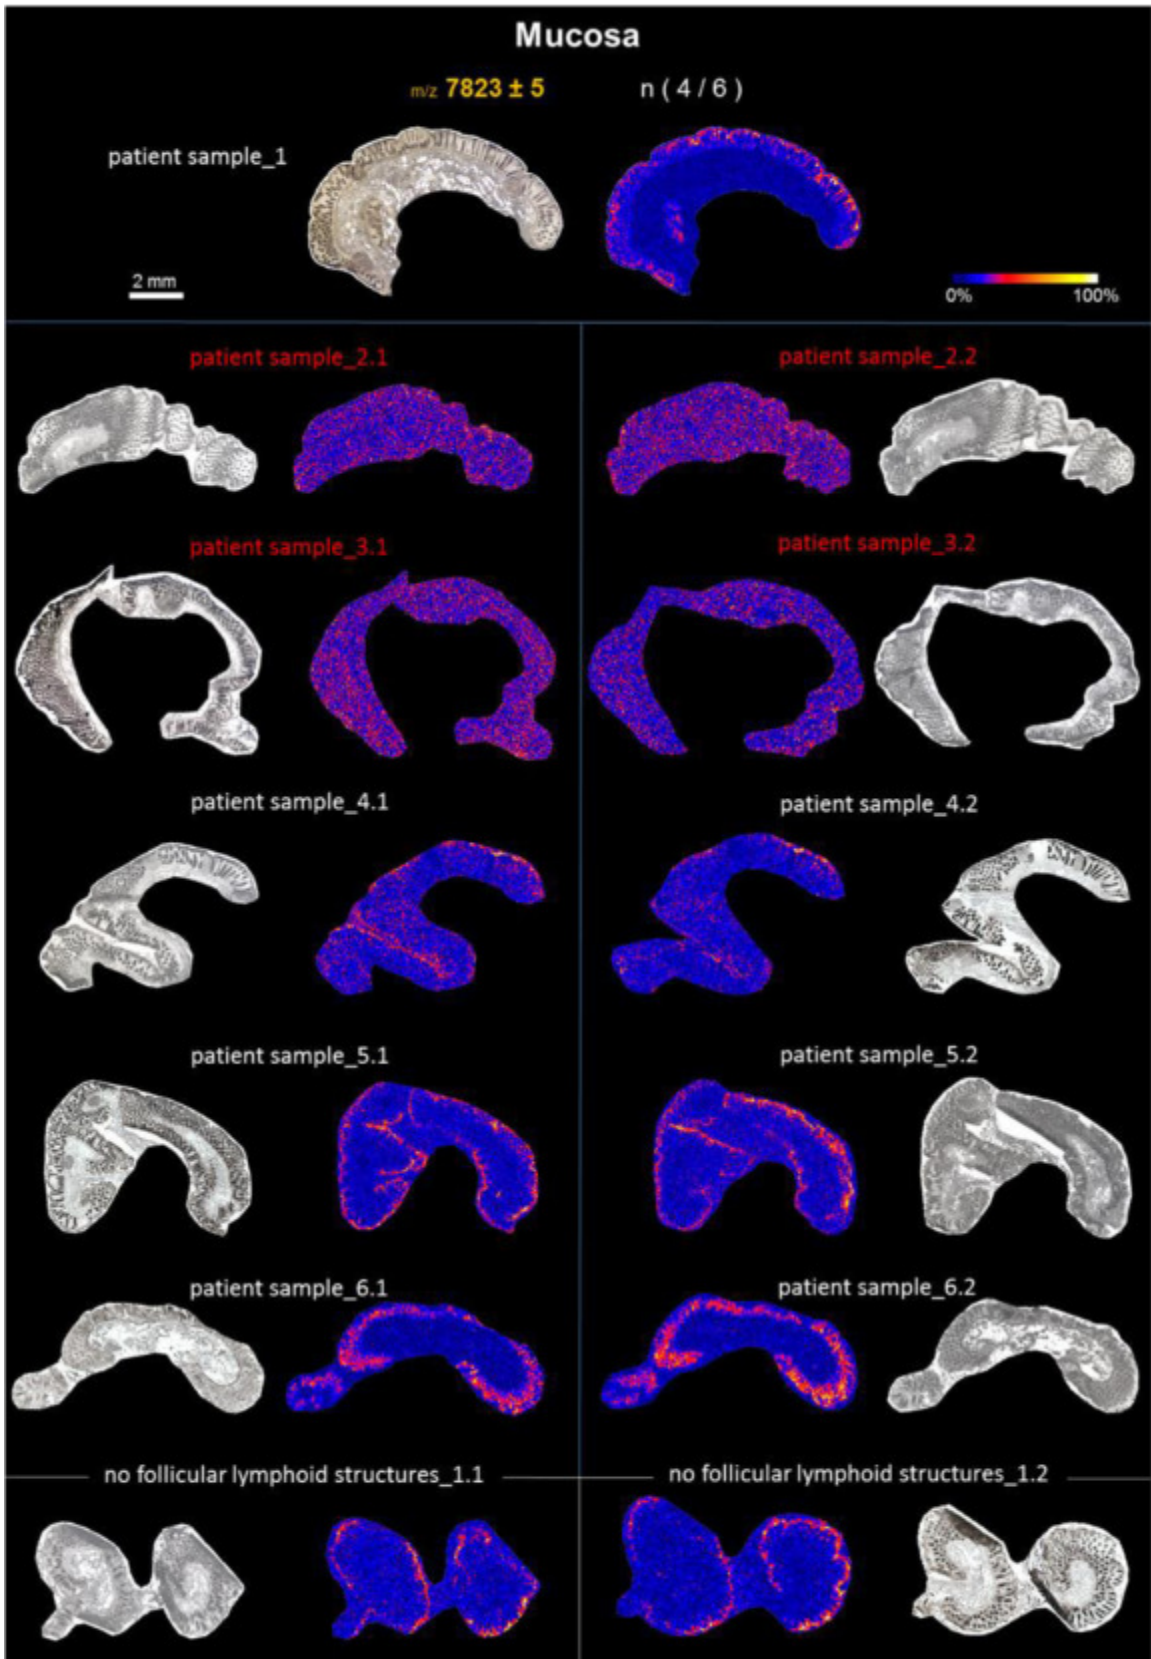 Mucosa
m/z 7823 ± 5 n ( 4 / 6 )
patient sample_1
2 mm
0% 100%
patient sample_2.1 patient sample_2.2
patient sample_3.1 patient sample_3.2
patient sample_4.1 patient sample_4.2
patient sample_5.1 patient sample_5.2
patient sample_6.1 patient sample_6.2
no follicular lymphoid structures_1.1 no follicular lymphoid structures_1.2